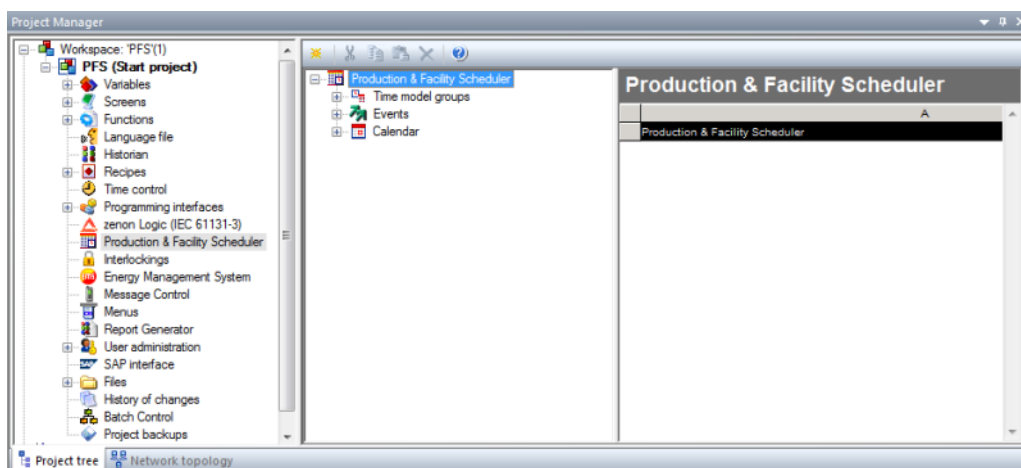 Project Manager
Workspace: 'PFS'(1)
PFS (Start project)
Variables
Screens
Functions
Language file
Historian
Recipes
Time control
Programming interfaces
zenon Logic (IEC 61131-3)
Production & Facility Scheduler
Interlockings
Energy Management System
Message Control
Menus
Report Generator
User administration
SAP interface
Files
History of changes
Batch Control
Project backups
Project tree
Network topology
Production & Facility Scheduler
Time model groups
Events
Calendar
Production & Facility Scheduler
A
Production & Facility Scheduler